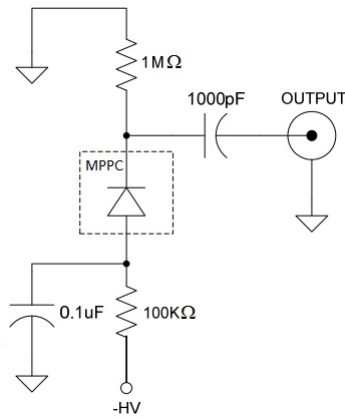 1MΩ
1000pF
OUTPUT
MPPC
0.1uF
100KΩ
-HV